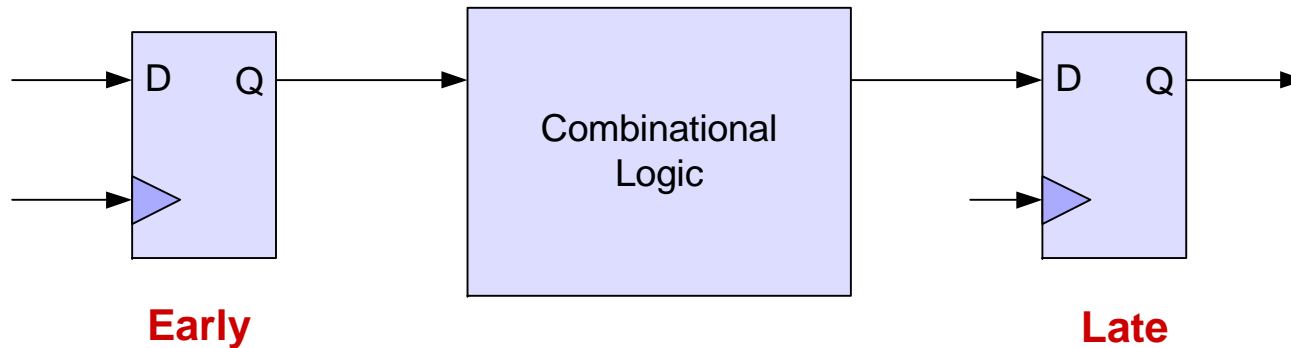 D Q
Combinational
Logic
D Q
Early
Late